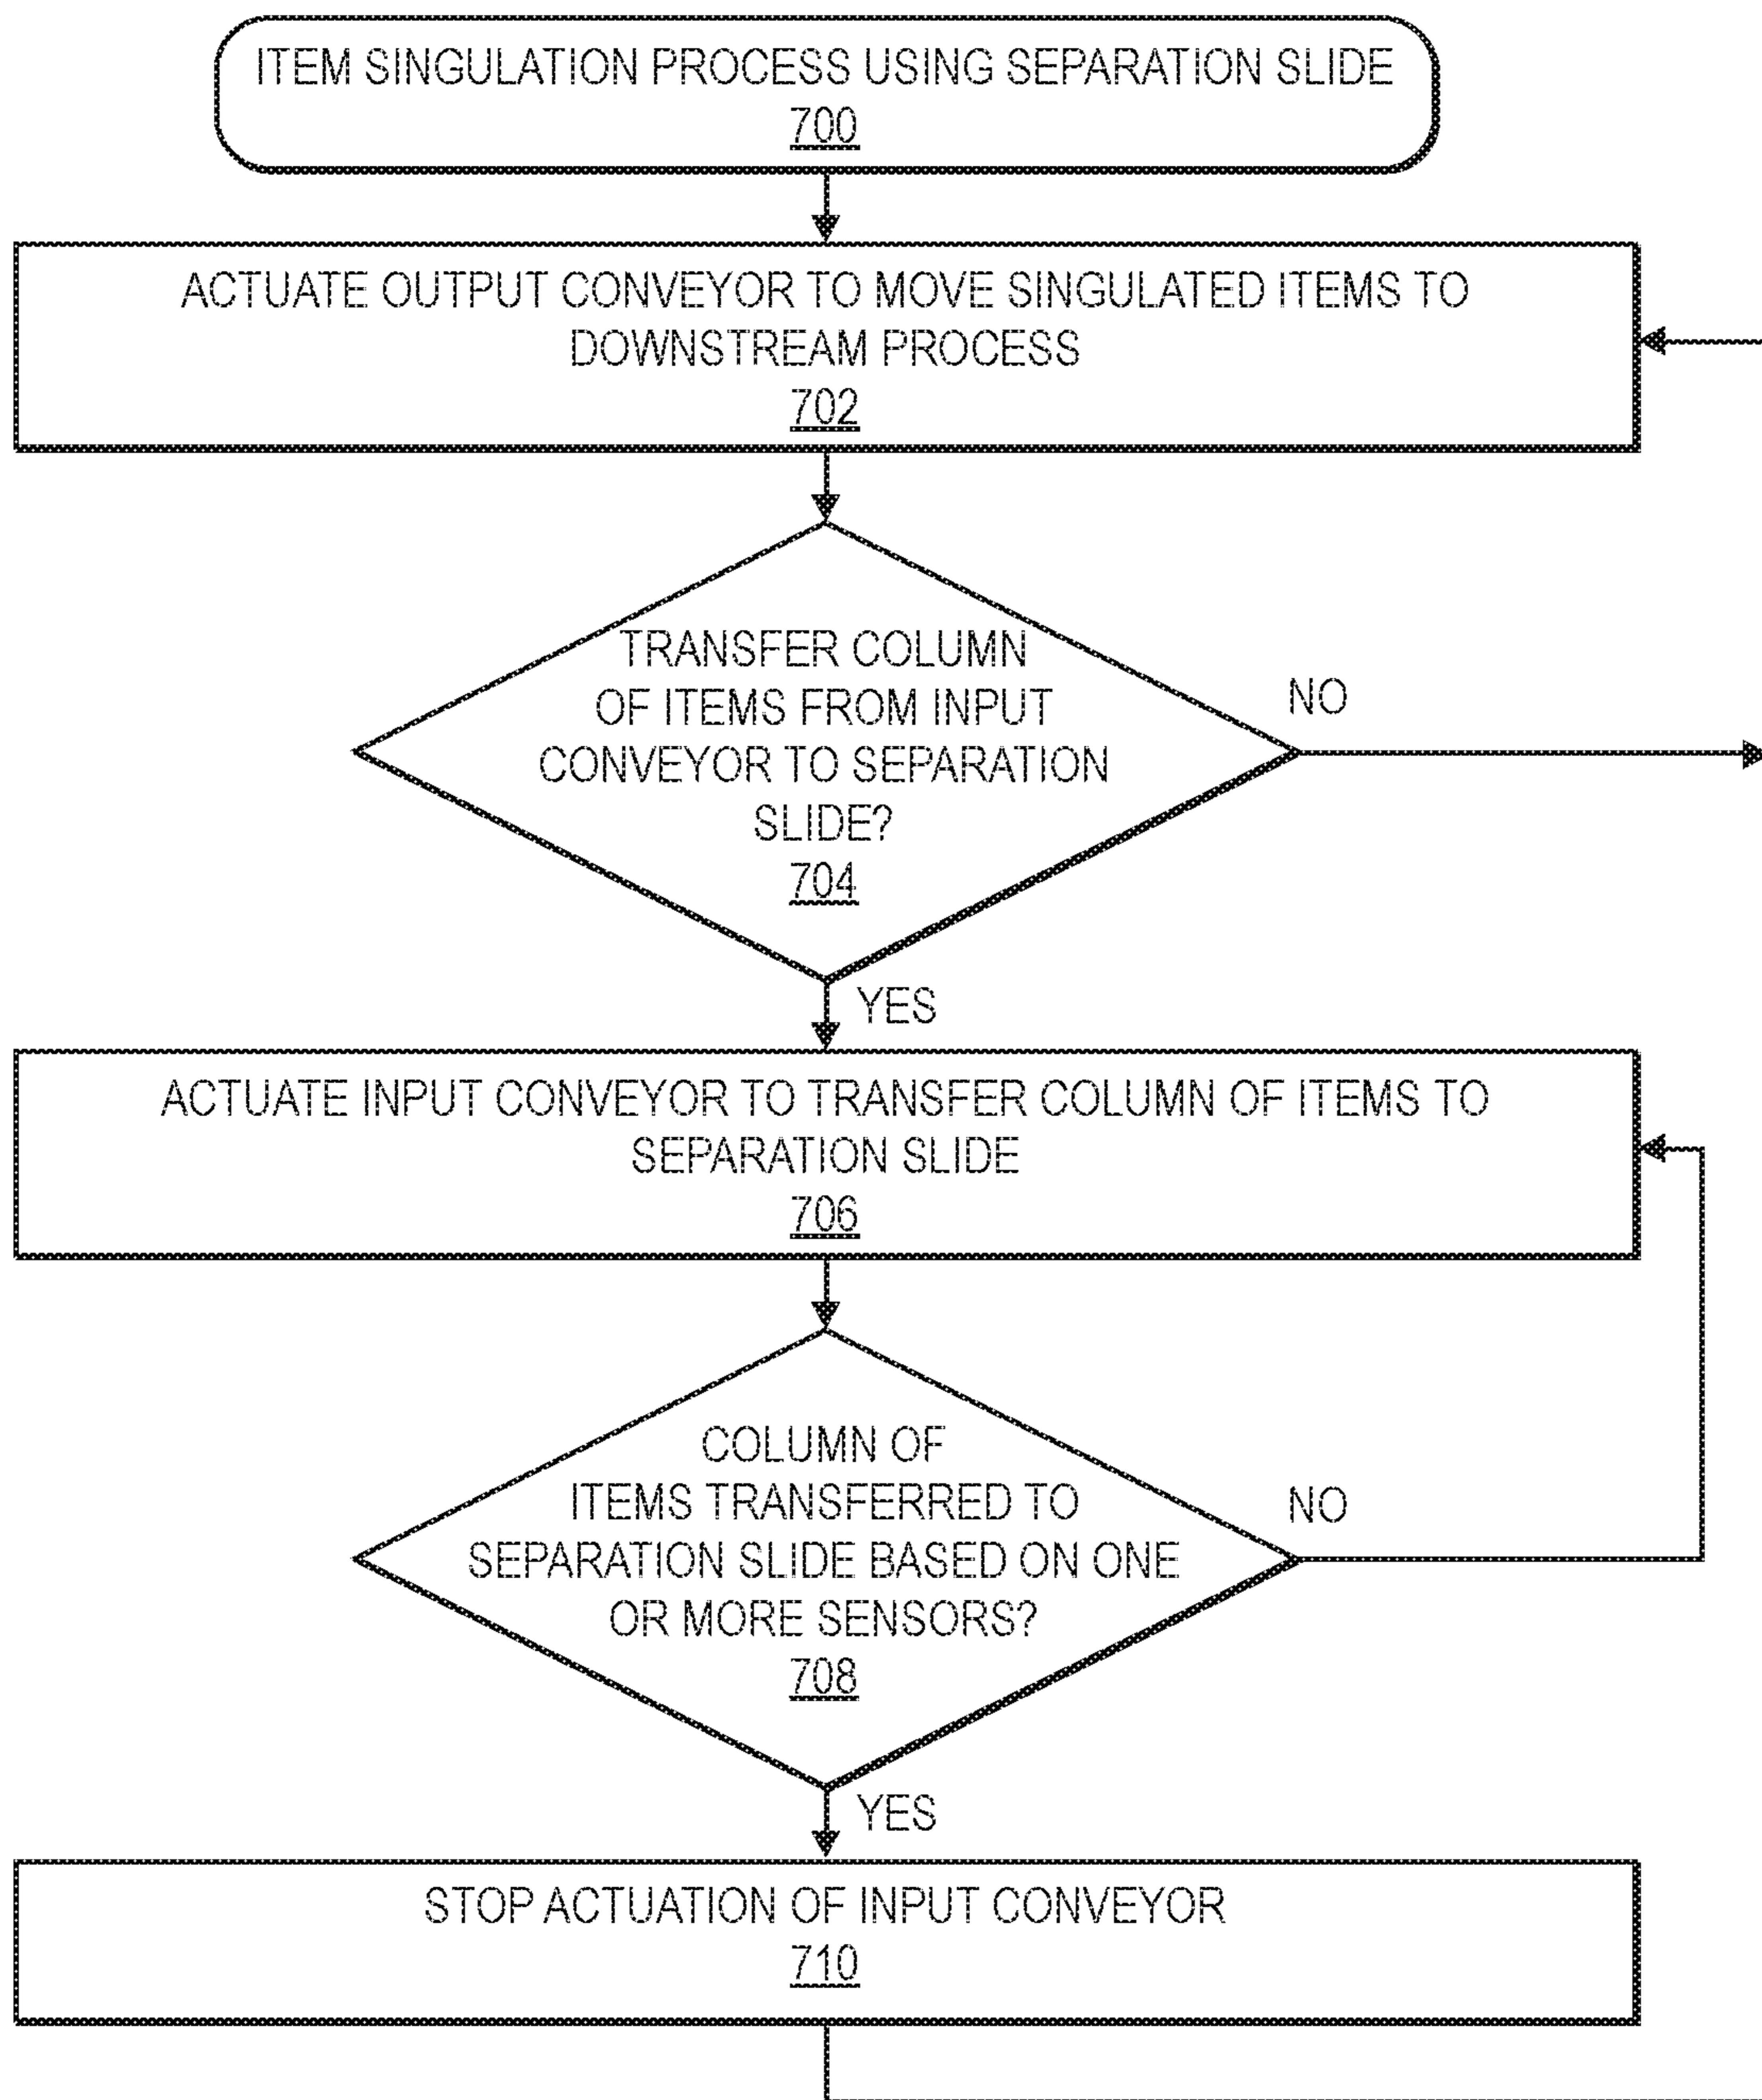 ITEM SINGULATION PROCESS USING SEPARATION SLIDE
700
ACTUATE OUTPUT CONVEYOR TO MOVE SINGULATED ITEMS TO
DOWNSTREAM PROCESS
702
TRANSFER COLUMN
OF ITEMS FROM INPUT
CONVEYOR TO SEPARATION
SLIDE?
704
NO
YES
ACTUATE INPUT CONVEYOR TO TRANSFER COLUMN OF ITEMS TO
SEPARATION SLIDE
706
COLUMN OF
ITEMS TRANSFERRED TO
SEPARATION SLIDE BASED ON ONE
OR MORE SENSORS?
708
NO
YES
STOP ACTUATION OF INPUT CONVEYOR
710